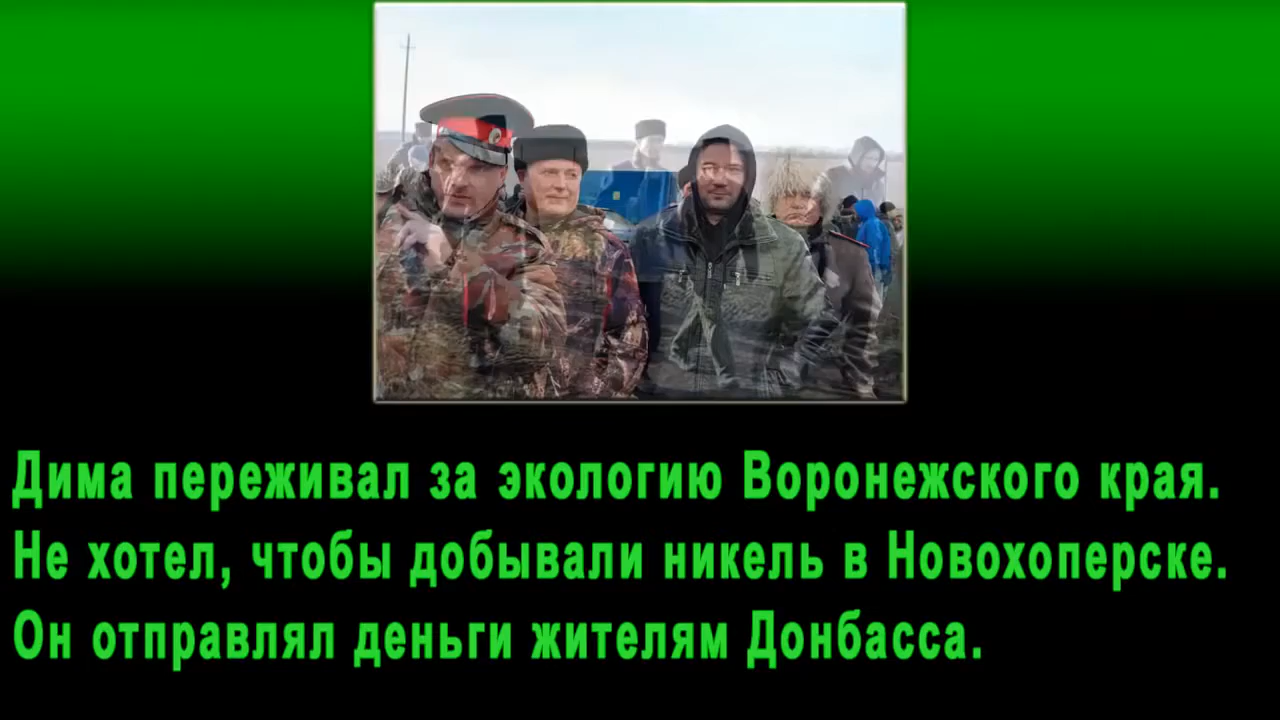 Дима переживал за экологию Воронежского края.
Не хотел, чтобы добывали никель в Новохоперске.
Он отправлял деньги жителям Донбасса.